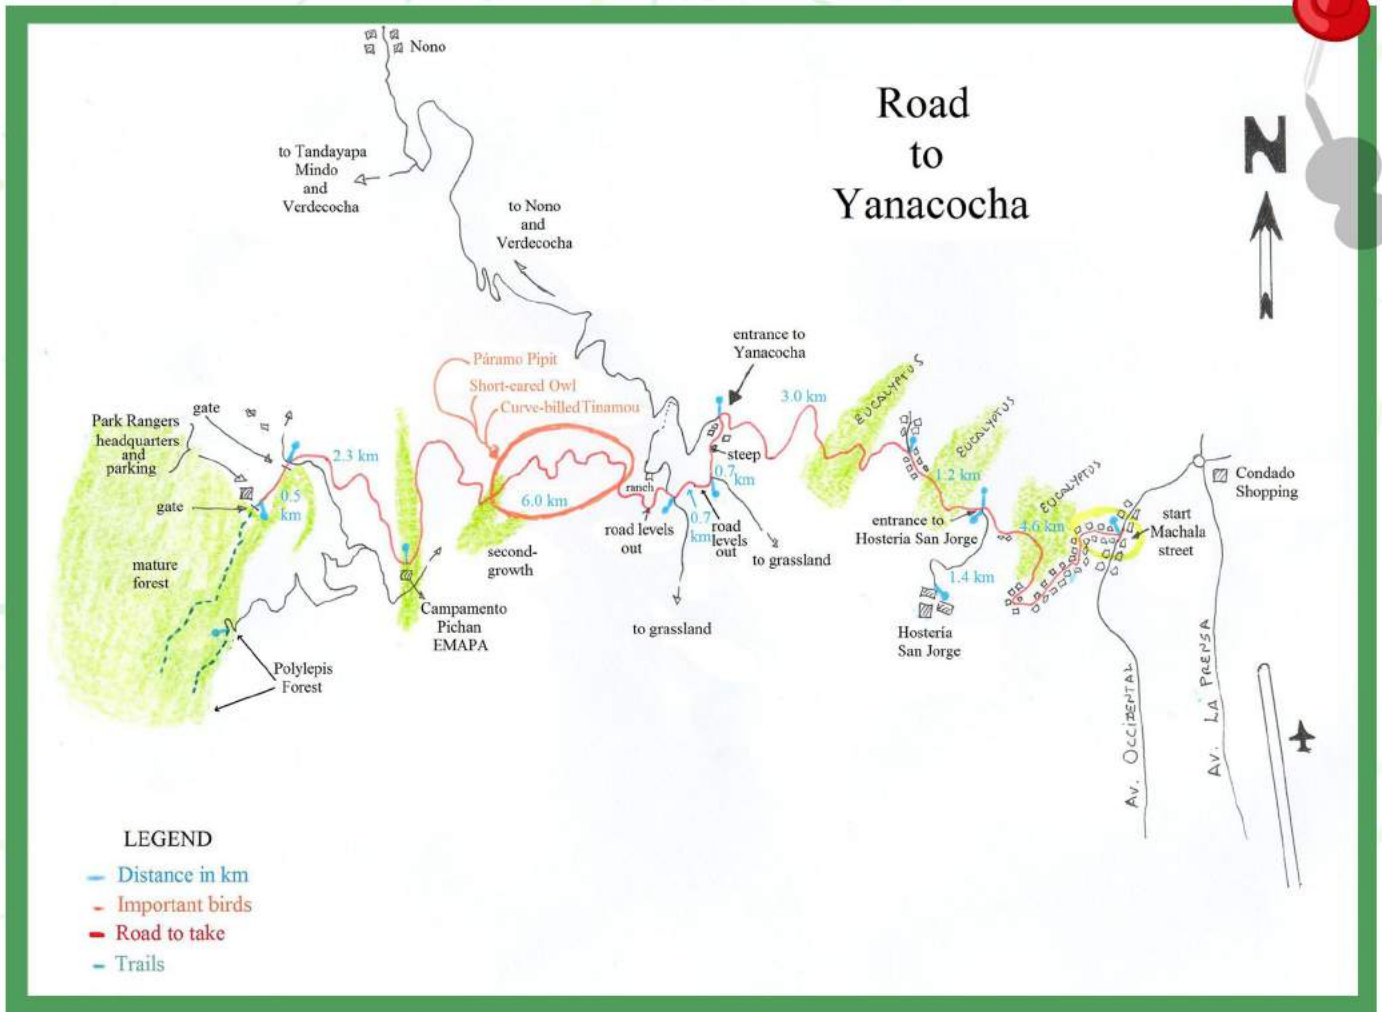 Road
to
Yanacocha
N
Nono
to Tandayapa
Mindo
and
Verdecocha
to Nono
and
Verdecocha
entrance to
Yanacocha
Páramo Pipit
Short-eared Owl
Curve-billed Tinamou
3.0 km
EUCALYPTUS
EUCALYPTUS
EUCALYPTUS
gate
Park Rangers
headquarters
and
parking
gate
2.3 km
0.5
km
6.0 km
ranch
steep
0.7
km
0.7
km
road levels
out
road
levels
out
to grassland
to grassland
1.2 km
entrance to
Hosteria San Jorge
4.6 km
1.4 km
Hostería
San Jorge
start
Machala
street
Condado
Shopping
second-
growth
mature
forest
Campamento
Pichan
EMAPA
Polylepis
Forest
AV. OCCIDENTAL
AV. LA PRENSA
LEGEND
Distance in km
Important birds
Road to take
Trails